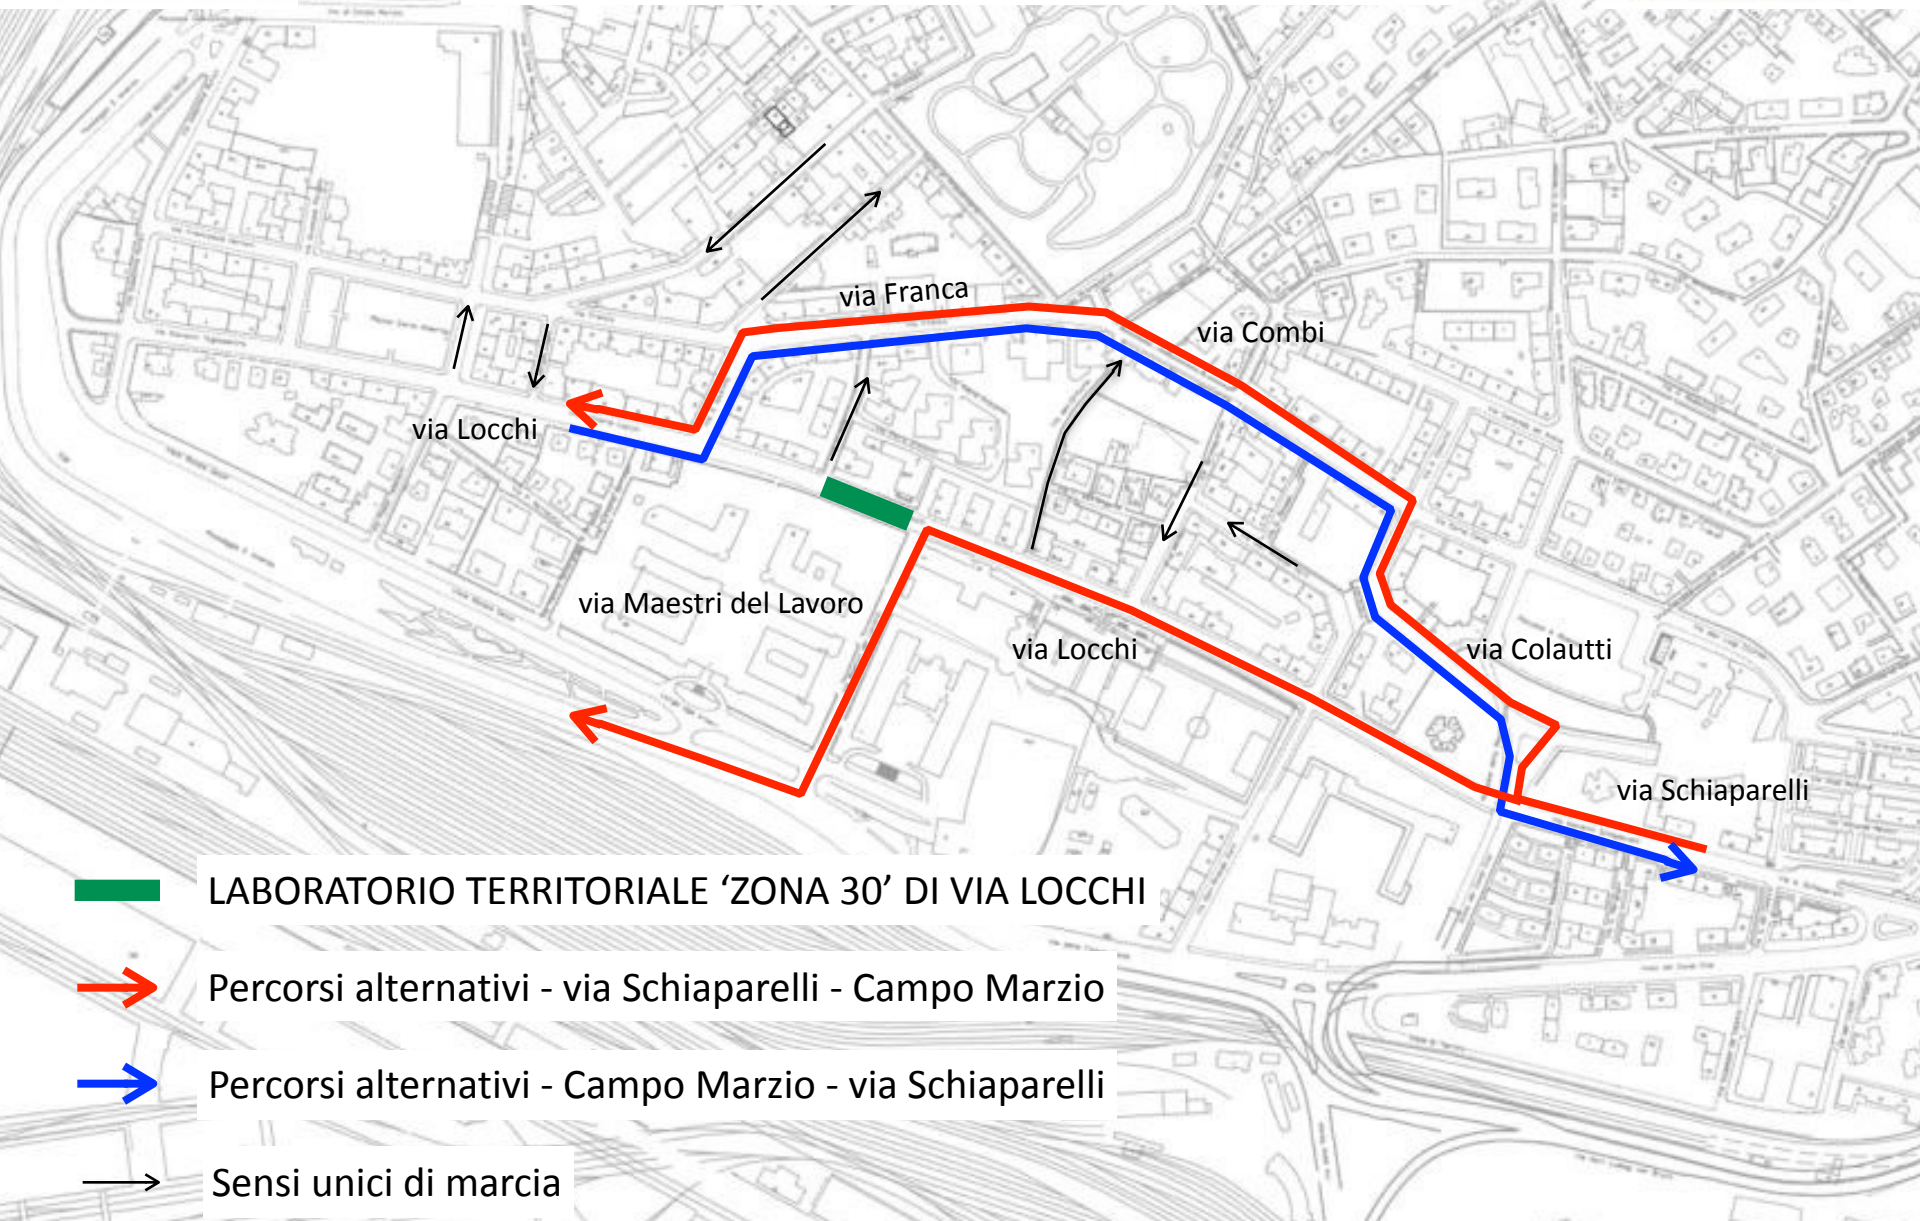 via Franca
via Combi
via Locchi
via Maestri del Lavoro
via Locchi
via Colautti
via Schiaparelli
LABORATORIO TERRITORIALE ‘ZONA 30’ DI VIA LOCCHI
Percorsi alternativi - via Schiaparelli - Campo Marzio
Percorsi alternativi - Campo Marzio - via Schiaparelli
Sensi unici di marcia